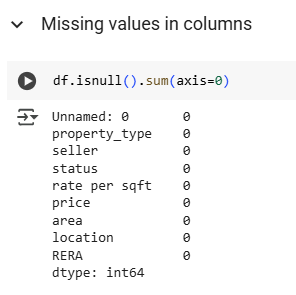 Missing values in columns
df.isnull().sum(axis=0)
Unnamed: 0 0
property_type 0
seller 0
status 0
rate per sqft 0
price 0
area 0
location 0
RERA 0
dtype: int64